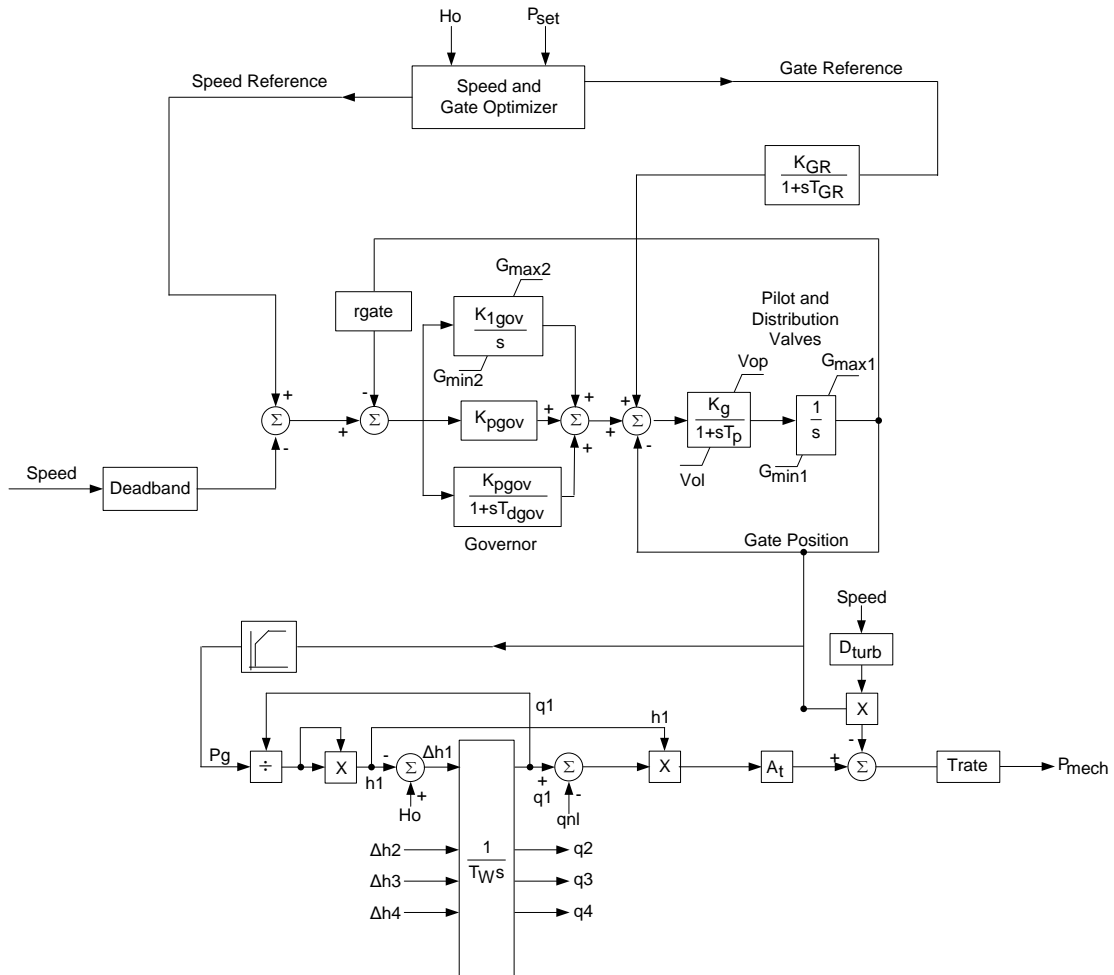 Ho
Pset
Speed Reference
Speed and
Gate Optimizer
Gate Reference
KGR
1+sTGR
Gmax2
rgate
K1gov
s
Gmin2
Pilot and
Distribution
Valves
Vop
Gmax1
+
-
+
+
Σ
-
+
Σ
Kpgov
+
Σ
+
Σ
-
Kg
1+sTp
1
s
Vol
Gmin1
Speed
Deadband
Kpgov
1+sTdgov
+
Governor
Gate Position
Speed
Dturb
X
q1
h1
Pg
÷
X
-
h1
Σ
Δh1
+
Ho
+
q1
Σ
-
qnl
X
At
+
-
Σ
Trate
Pmech
1
TWs
Δh2
q2
Δh3
q3
Δh4
q4